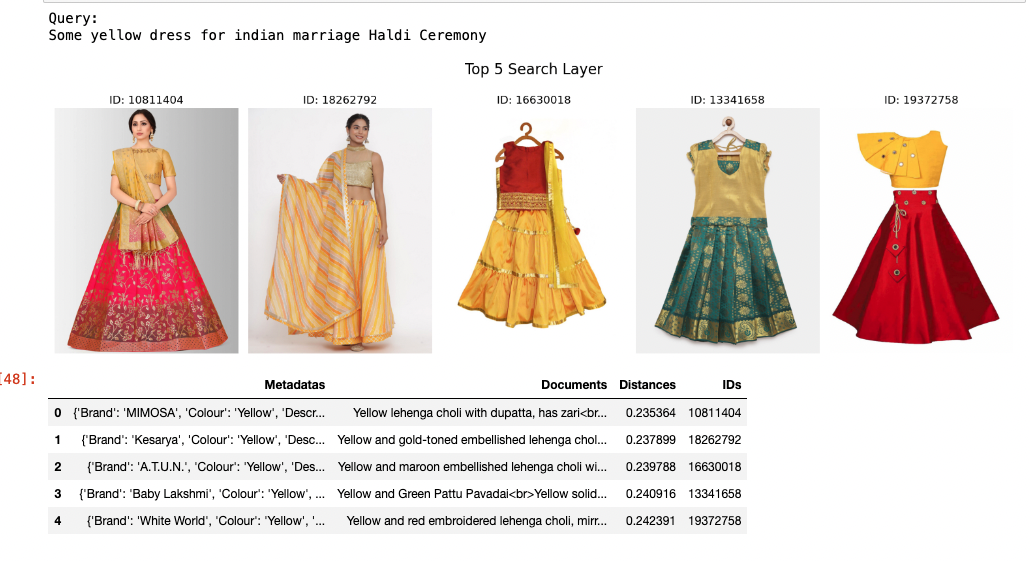 Query:
Some yellow dress for indian marriage Haldi Ceremony
Top 5 Search Layer
ID: 10811404 ID: 18262792 ID: 16630018 ID: 13341658 ID: 19372758
[48]:
Metadatas Documents Distances IDs
0 {'Brand': 'MIMOSA', 'Colour': 'Yellow', 'Descr... Yellow lehenga choli with dupatta, has zari<br... 0.235364 10811404
1 {'Brand': 'Kesarya', 'Colour': 'Yellow', 'Desc... Yellow and gold-toned embellished lehenga chol... 0.237899 18262792
2 {'Brand': 'A.T.U.N.', 'Colour': 'Yellow', 'Des... Yellow and maroon embellished lehenga choli wi... 0.239788 16630018
3 {'Brand': 'Baby Lakshmi', 'Colour': 'Yellow', ... Yellow and Green Pattu Pavadai<br>Yellow solid... 0.240916 13341658
4 {'Brand': 'White World', 'Colour': 'Yellow', '... Yellow and red embroidered lehenga choli, mirr... 0.242391 19372758